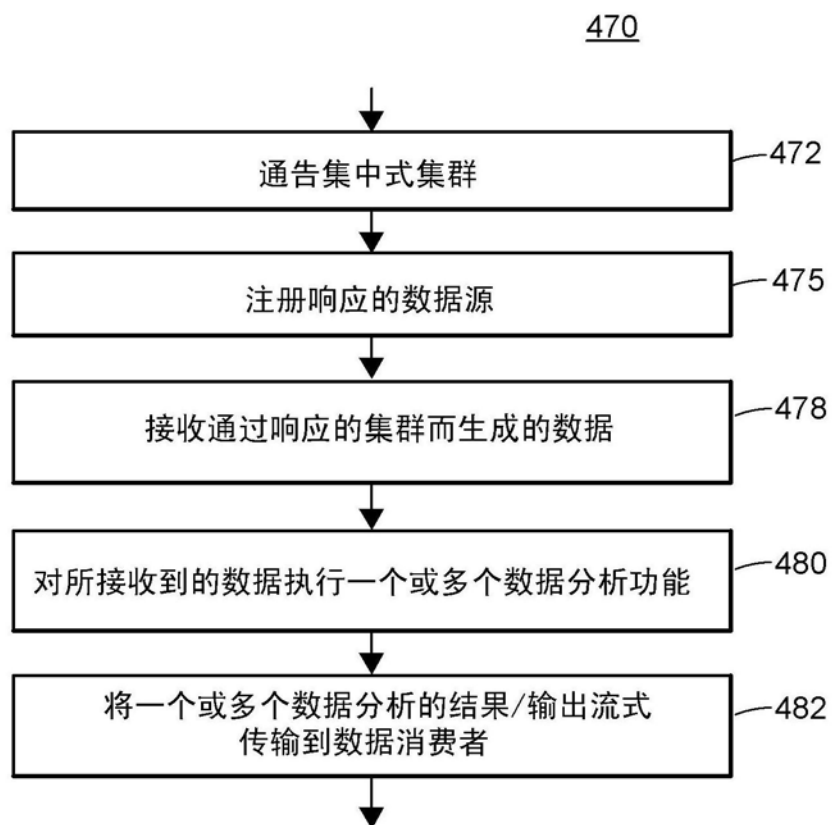 470
通告集中式集群
472
注册响应的数据源
475
接收通过响应的集群而生成的数据
478
对所接收到的数据执行一个或多个数据分析功能
480
将一个或多个数据分析的结果/输出流式
传输到数据消费者
482